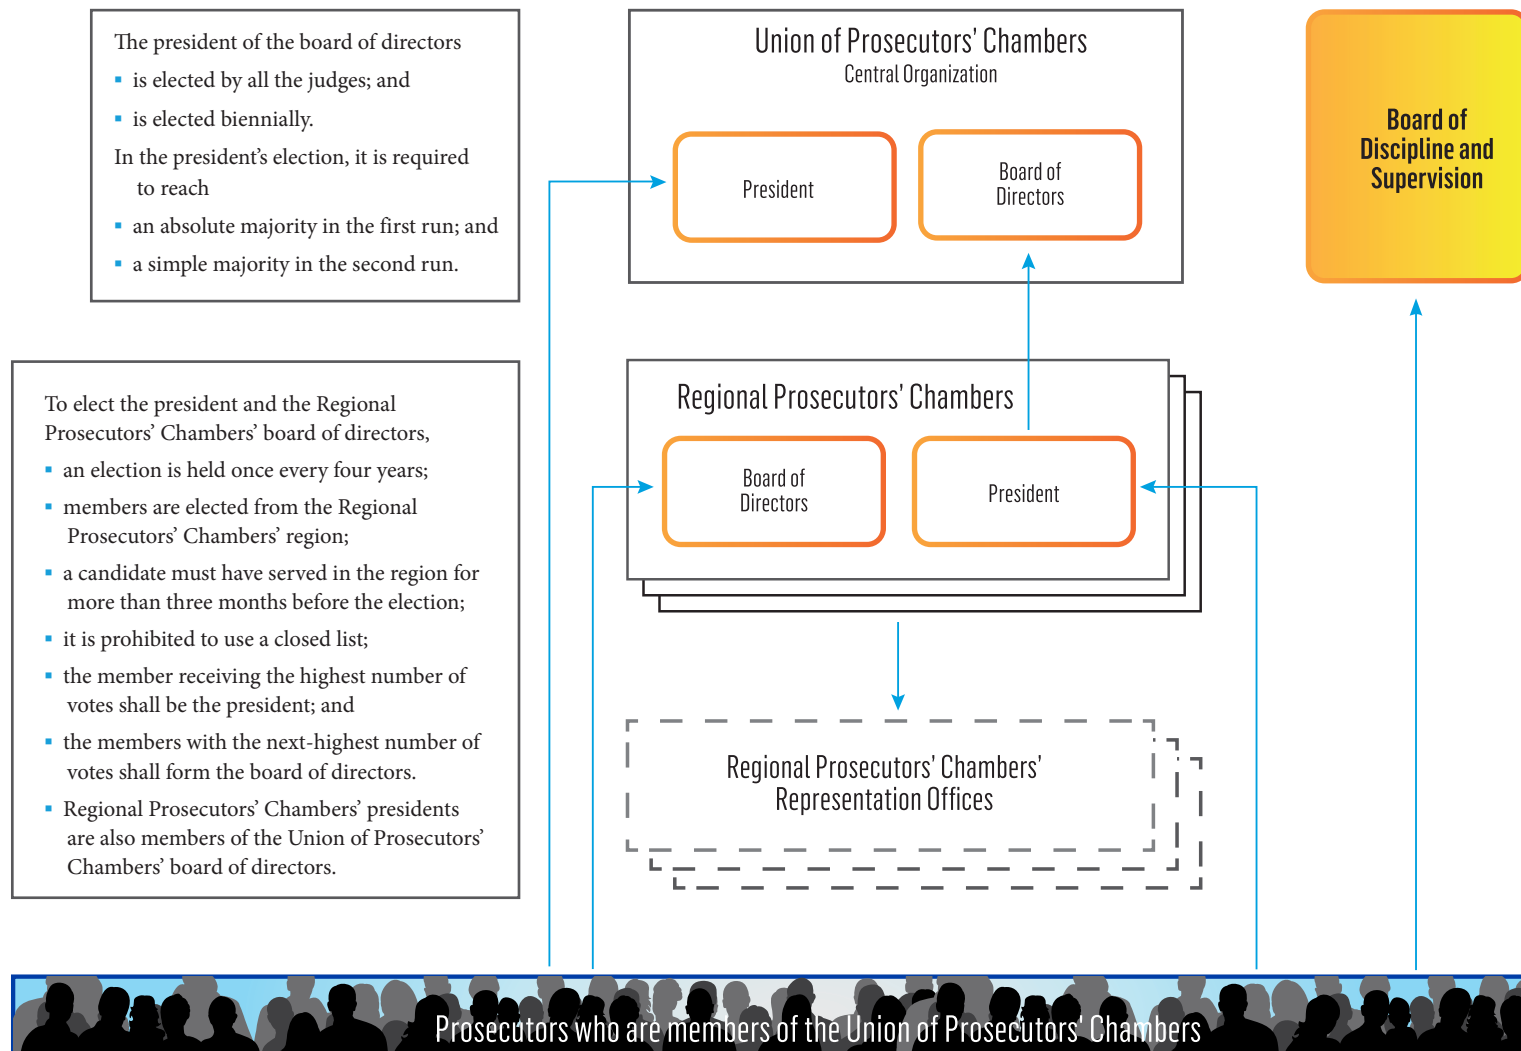 The president of the board of directors
▪ is elected by all the judges; and
▪ is elected biennially.
In the president’s election, it is required
to reach
▪ an absolute majority in the first run; and
▪ a simple majority in the second run.
Union of Prosecutors’ Chambers
Central Organization
President
Board of
Directors
Board of
Discipline and
Supervision
To elect the president and the Regional
Prosecutors’ Chambers’ board of directors,
▪ an election is held once every four years;
▪ members are elected from the Regional
Prosecutors’ Chambers’ region;
▪ a candidate must have served in the region for
more than three months before the election;
▪ it is prohibited to use a closed list;
▪ the member receiving the highest number of
votes shall be the president; and
▪ the members with the next-highest number of
votes shall form the board of directors.
▪ Regional Prosecutors’ Chambers’ presidents
are also members of the Union of Prosecutors’
Chambers’ board of directors.
Regional Prosecutors’ Chambers
Board of
Directors
President
Regional Prosecutors’ Chambers’
Representation Offices
Prosecutors who are members of the Union of Prosecutors’ Chambers